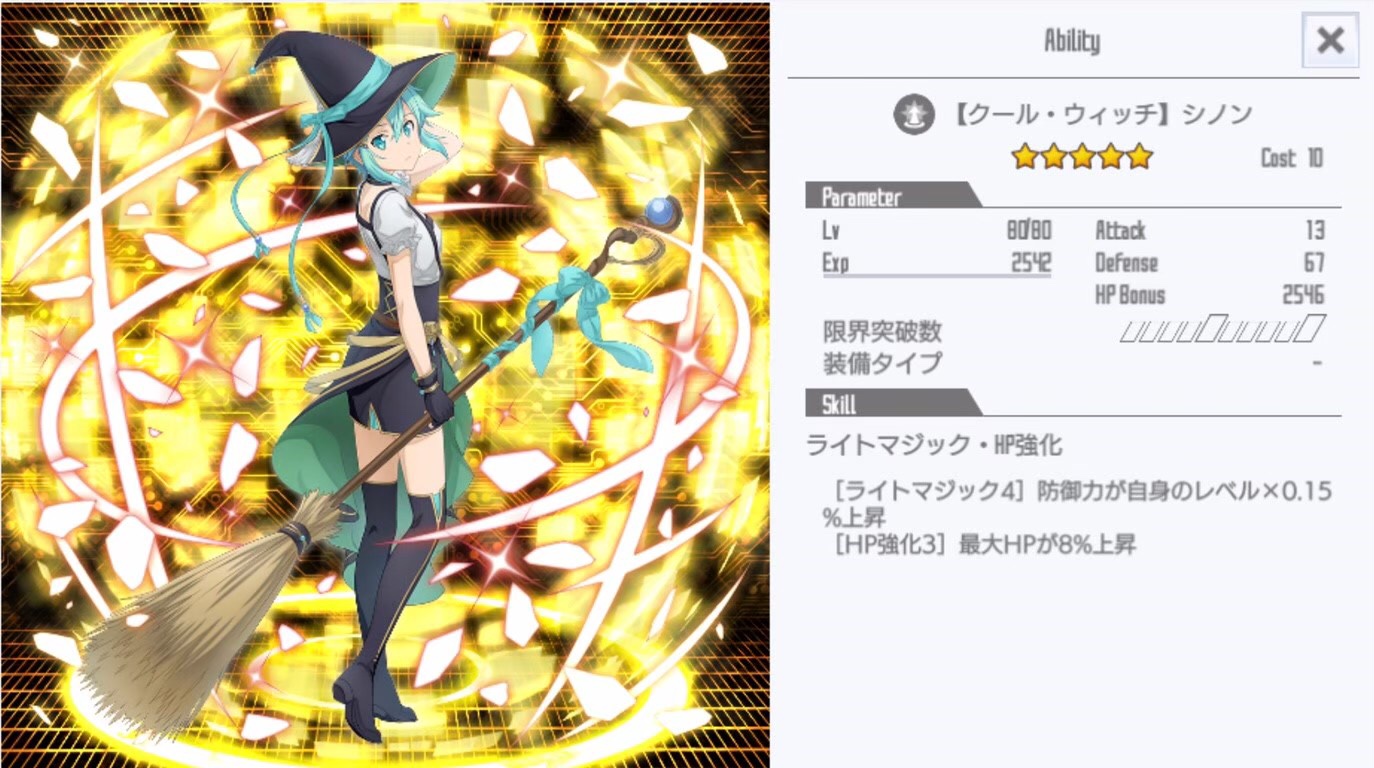 Ability
【クール・ウィッチ】シノン
Cost 10
Parameter
Lv 80/80 Attack 13
Exp 2542 Defense 67
HP Bonus 2546
限界突破数
装備タイプ -
Skill
ライトマジック・HP強化
［ライトマジック4］防御力が自身のレベル×0.15
%上昇
［HP強化3］最大HPが8%上昇